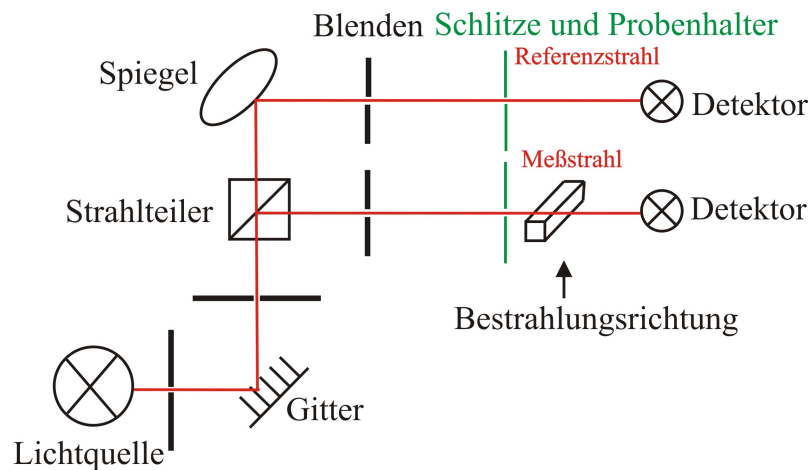 Blenden
Schlitze und Probenhalter
Spiegel
Referenzstrahl
Detektor
Meßstrahl
Strahlteiler
Detektor
Bestrahlungsrichtung
Gitter
Lichtquelle